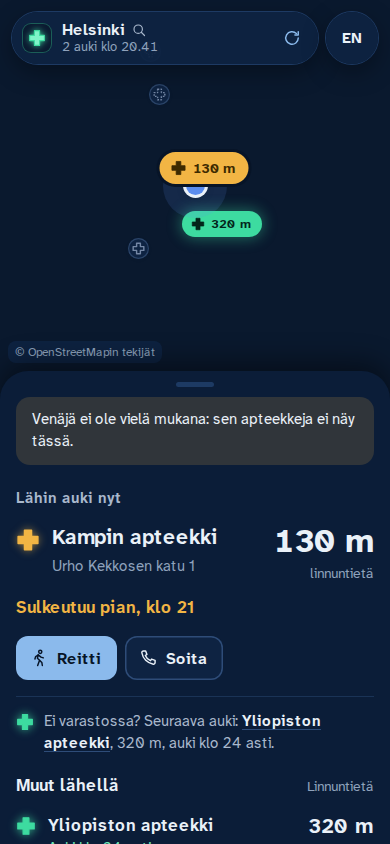 Helsinki
2 auki klo 20.41
EN
130 m
320 m
© OpenStreetMapin tekijät
Venäjä ei ole vielä mukana: sen apteekkeja ei näy
tässä.
Lähin auki nyt
Kampin apteekki
130 m
Urho Kekkosen katu 1
linnuntietä
Sulkeutuu pian, klo 21
Reitti
Soita
Ei varastossa? Seuraava auki: Yliopiston
apteekki, 320 m, auki klo 24 asti.
Muut lähellä
Linnuntietä
Yliopiston apteekki
320 m